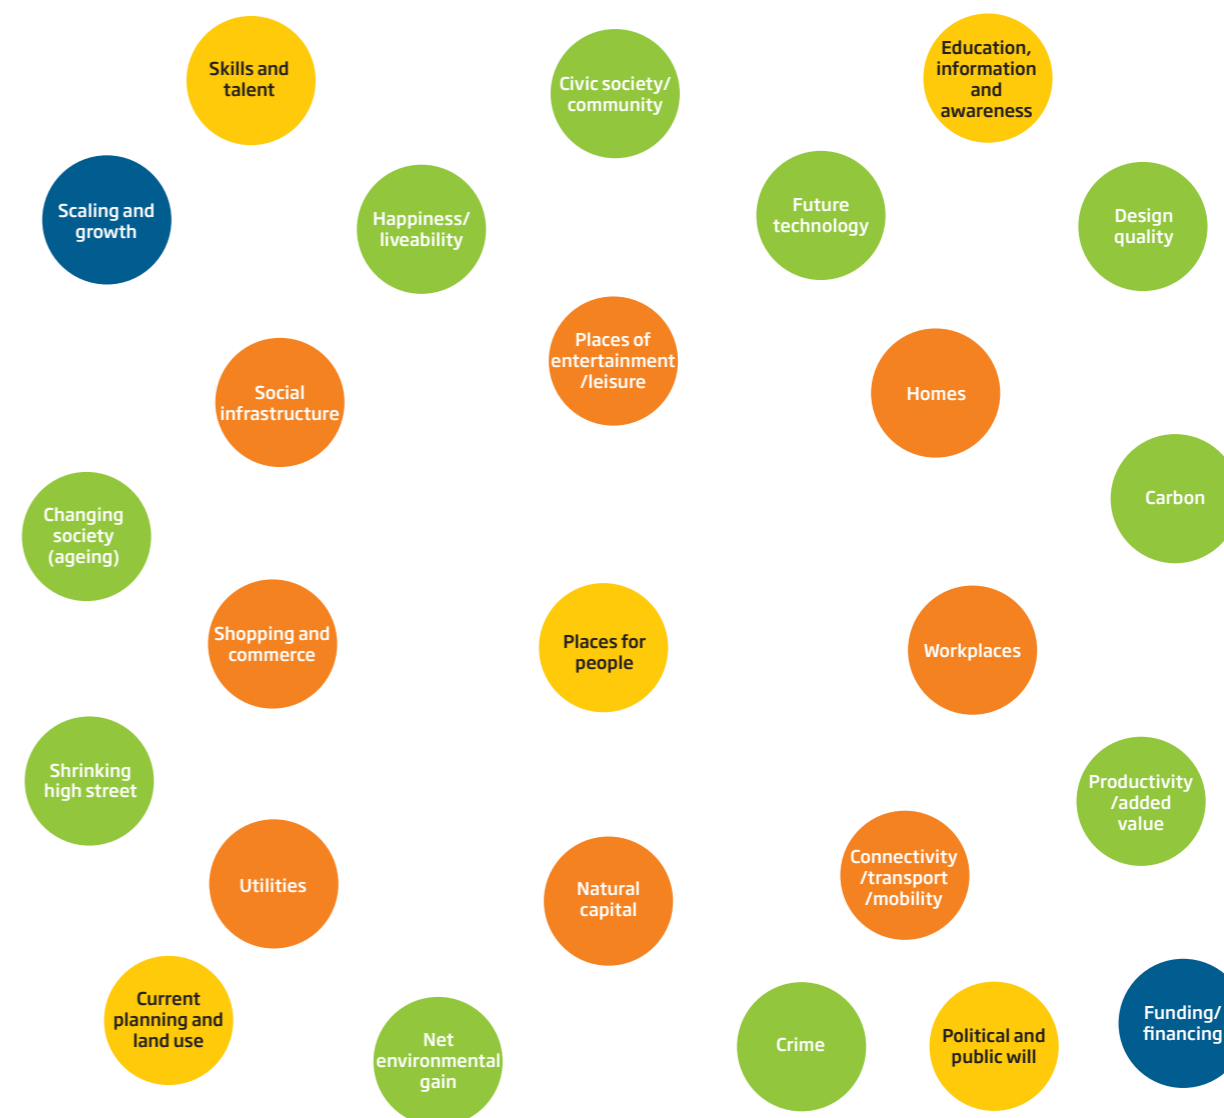 Skills and
talent
Civic society/
community
Education,
information
and
awareness
Scaling and
growth
Happiness/
liveability
Future
technology
Design
quality
Places of
entertainment
/leisure
Social
infrastructure
Homes
Carbon
Changing
society
(ageing)
Shopping and
commerce
Places for
people
Workplaces
Shrinking
high street
Productivity
/added
value
Utilities
Natural
capital
Connectivity
/transport
/mobility
Current
planning and
land use
Net
environmental
gain
Crime
Political and
public will
Funding/
financing